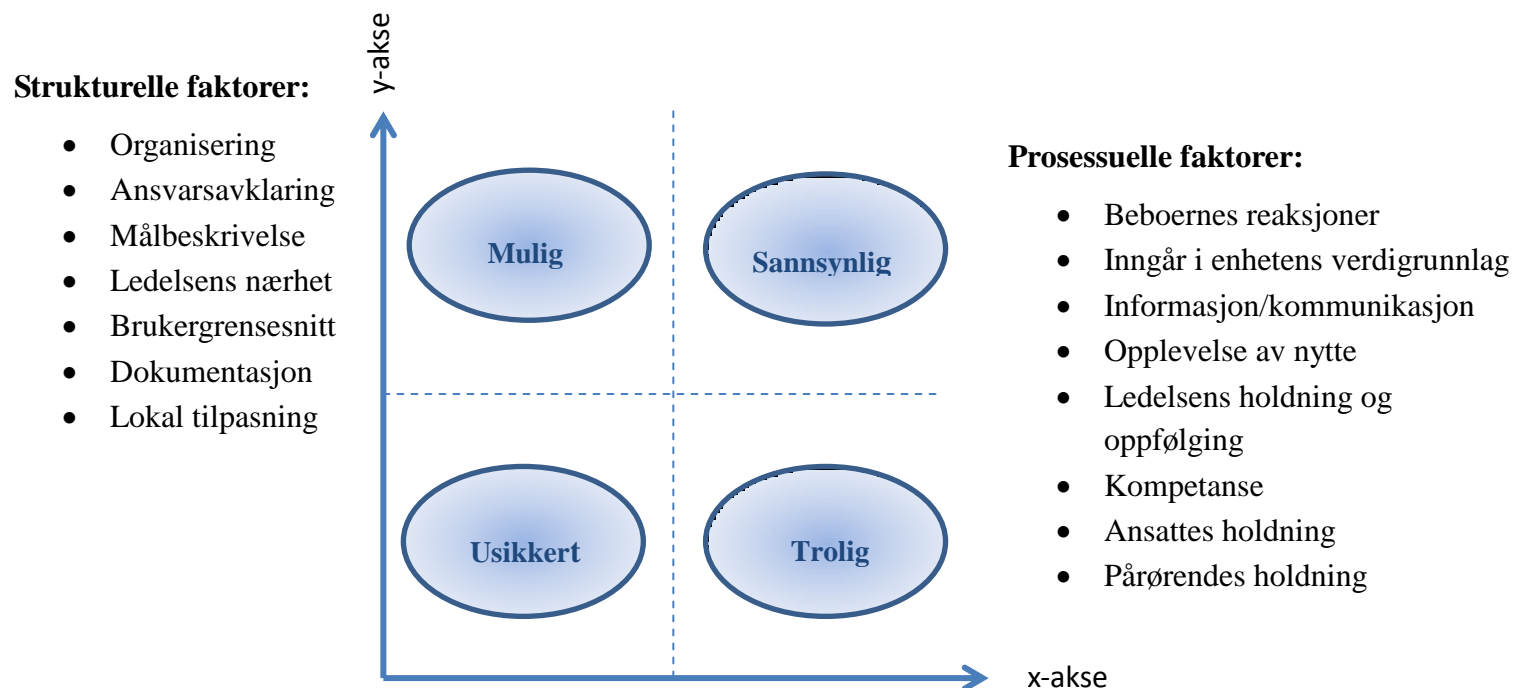 y-akse
Strukturelle faktorer:
• Organisering
• Ansvarsavklaring
• Målbeskrivelse
• Ledelsens nærhet
• Brukergrensesnitt
• Dokumentasjon
• Lokal tilpasning
Mulig
Sannsynlig
Usikkert
Trolig
x-akse
Prosessuelle faktorer:
• Beboernes reaksjoner
• Inngår i enhetens verdigrunnlag
• Informasjon/kommunikasjon
• Opplevelse av nytte
• Ledelsens holdning og
oppfølging
• Kompetanse
• Ansattes holdning
• Pårørendes holdning